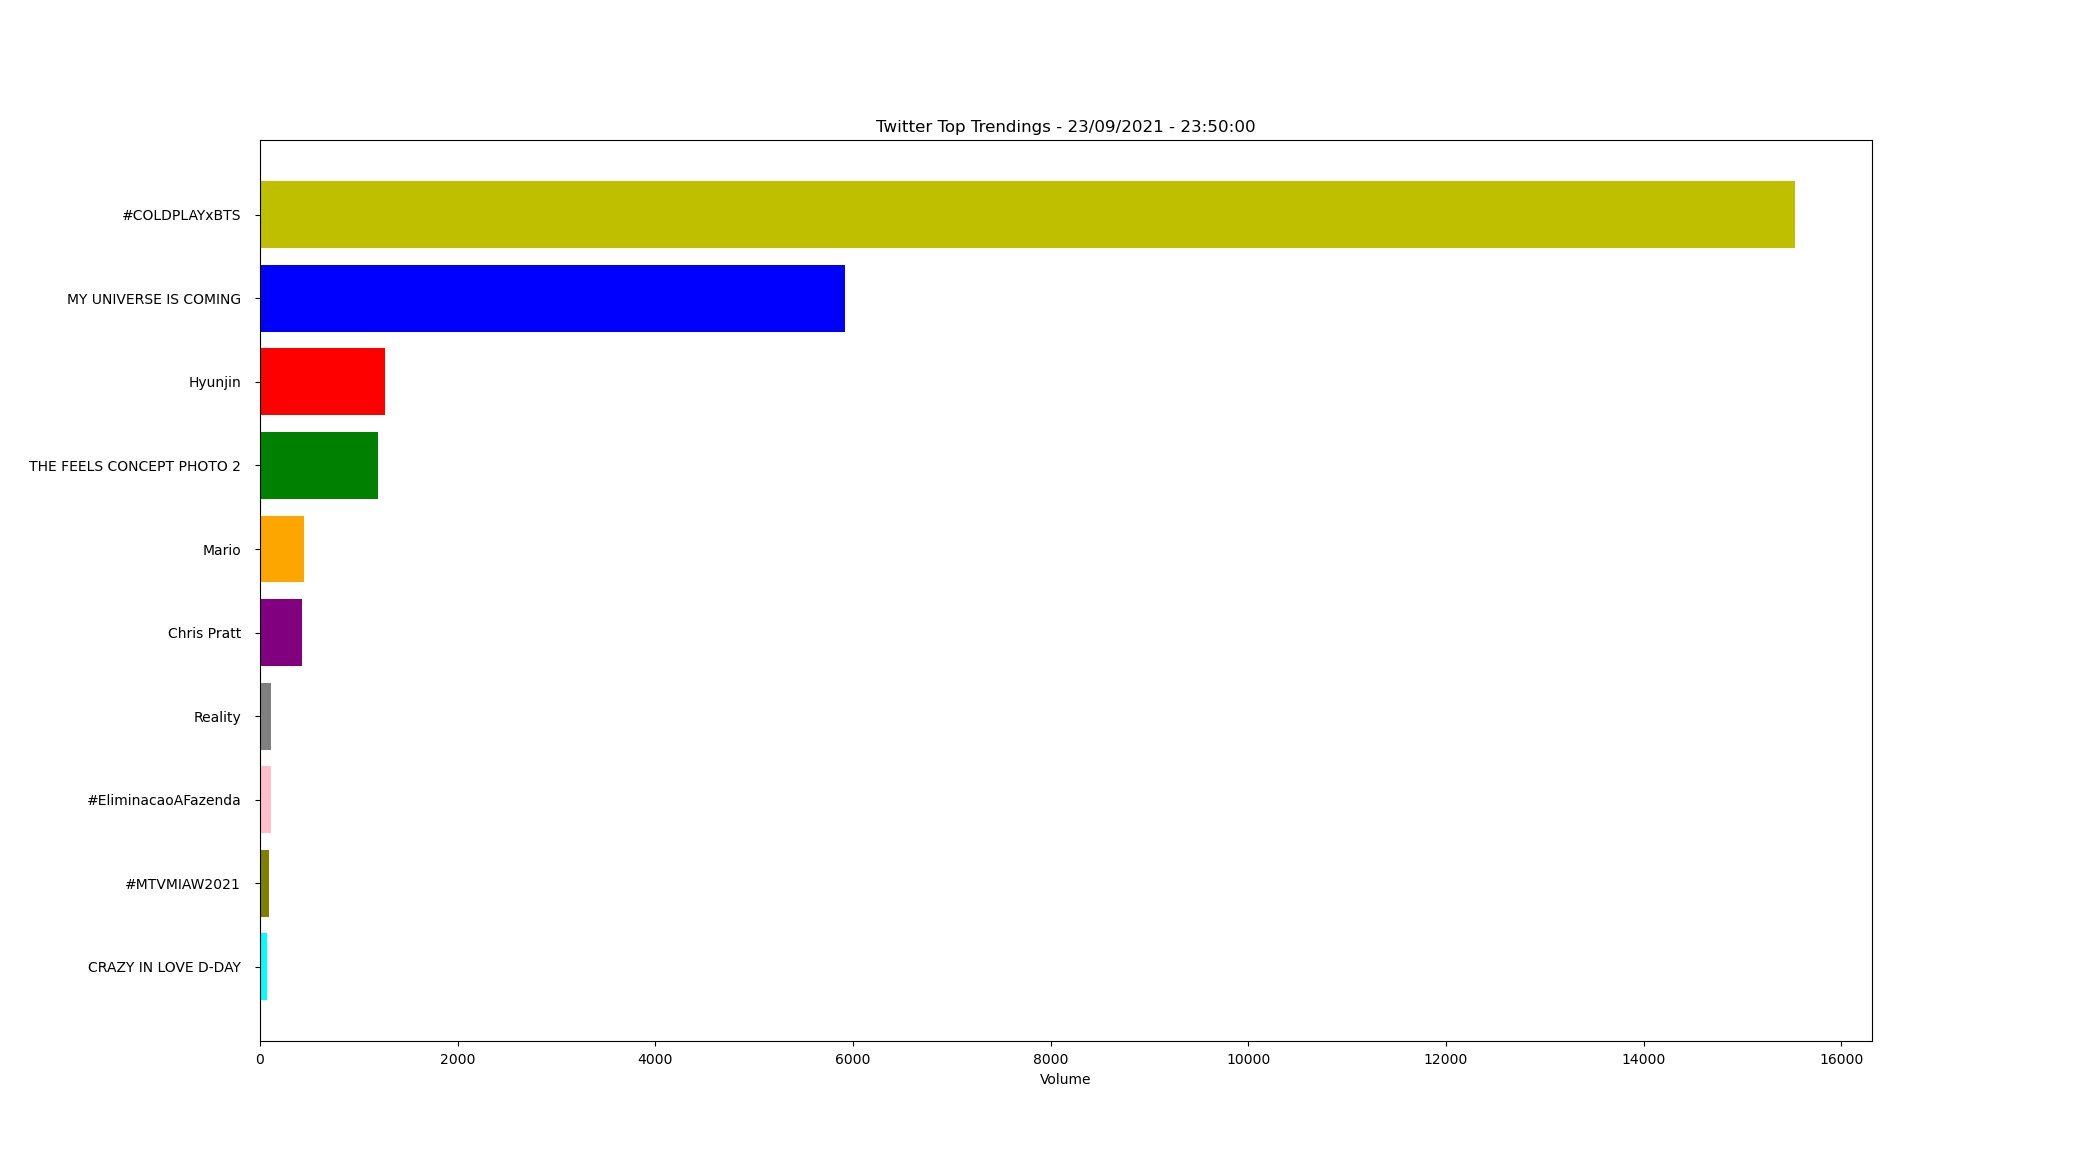 Twitter Top Trendings - 23/09/2021 - 23:50:00
#COLDPLAYxBTS
MY UNIVERSE IS COMING
Hyunjin
THE FEELS CONCEPT PHOTO 2
Mario
Chris Pratt
Reality
#EliminacaoAFazenda
#MTVMIAW2021
CRAZY IN LOVE D-DAY
0 2000 4000 6000 8000 10000 12000 14000 16000
Volume